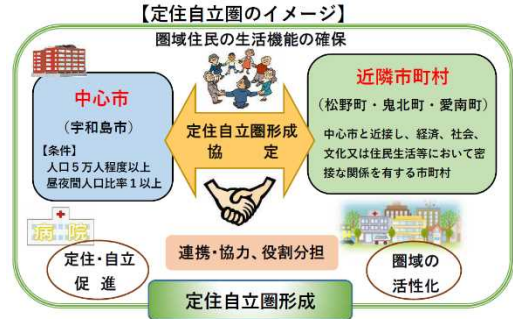 【定住自立圏のイメージ】
圏域住民の生活機能の確保
中心市
(宇和島市)
【条件】
人口5万人程度以上
昼夜間人口比率1以上
定住自立圏形成
協 定
近隣市町村
(松野町・鬼北町・愛南町)
中心市と近接し、経済、社会、
文化又は住民生活等において密
接な関係を有する市町村
病院
定住・自立
促 進
連携・協力、役割分担
圏域の
活性化
定住自立圏形成